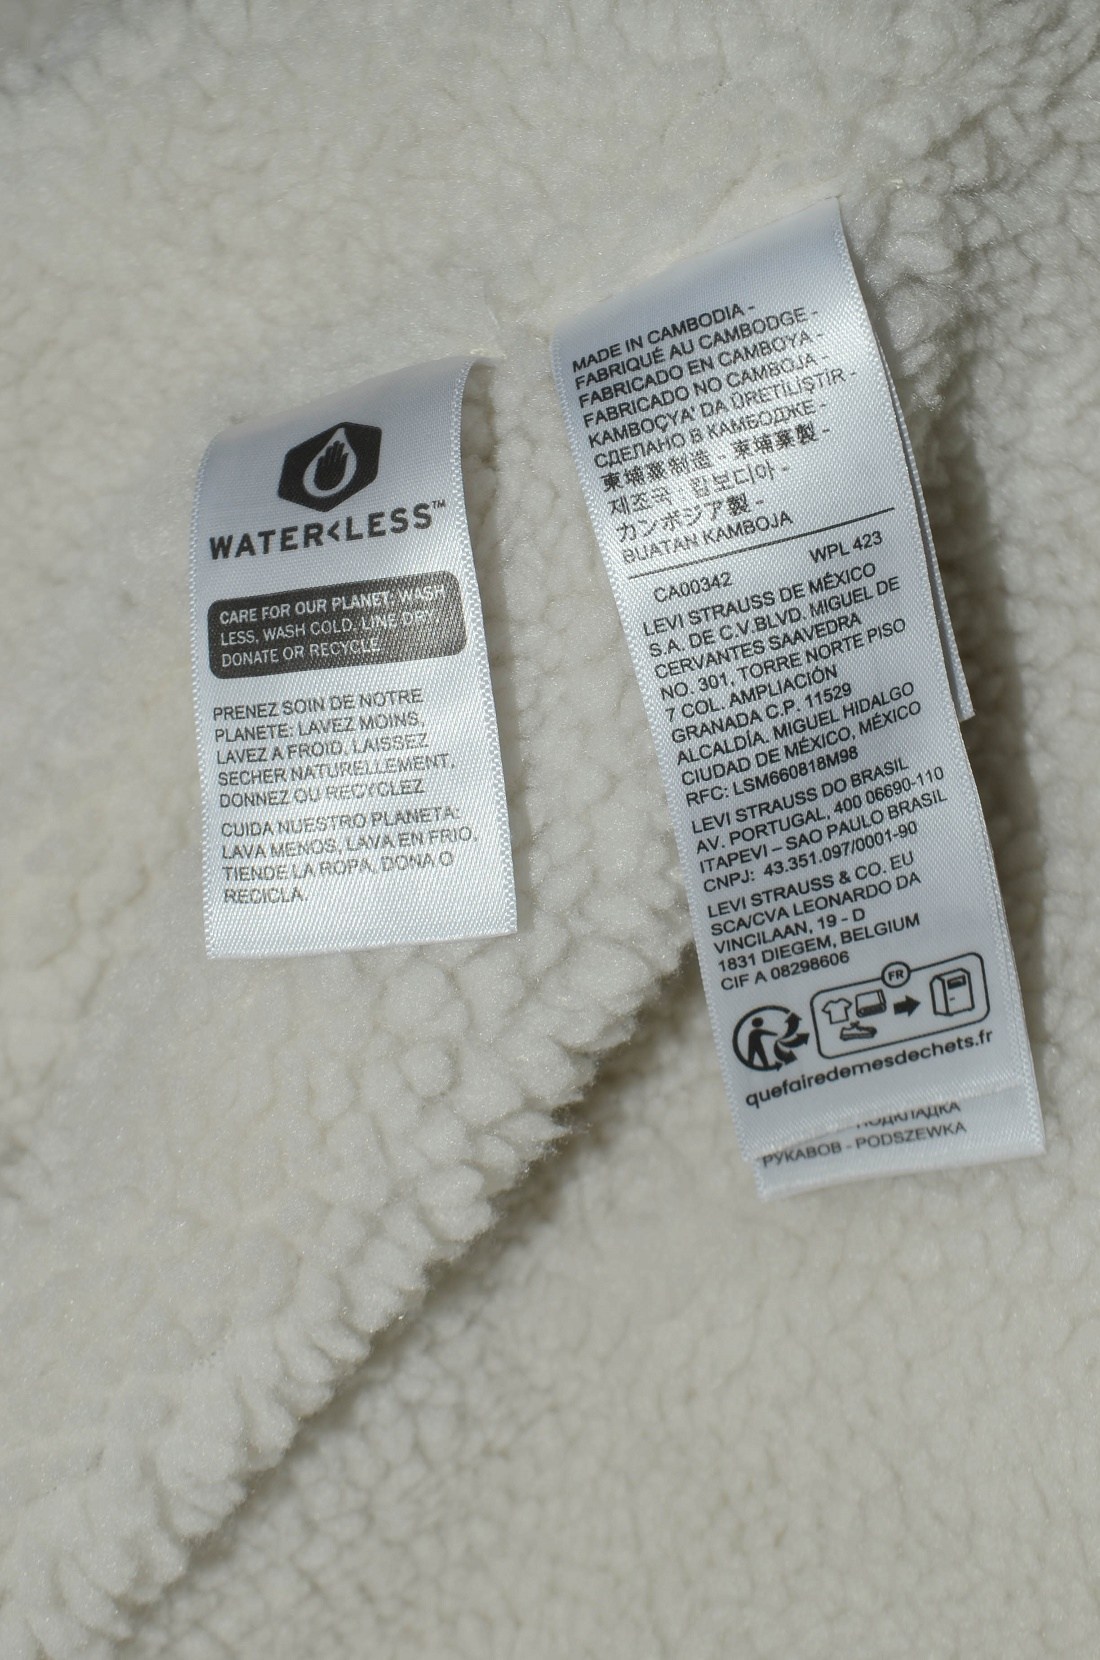 WATER<LESS™
CARE FOR OUR PLANET: WASH
LESS, WASH COLD, LINE DRY,
DONATE OR RECYCLE
PRENEZ SOIN DE NOTRE
PLANETE: LAVEZ MOINS,
LAVEZ A FROID, LAISSEZ
SECHER NATURELLEMENT,
DONNEZ OU RECYCLEZ
CUIDA NUESTRO PLANETA:
LAVA MENOS, LAVA EN FRIO,
TIENDE LA ROPA, DONA O
RECICLA.
MADE IN CAMBODIA -
FABRIQUÉ AU CAMBODGE -
FABRICADO EN CAMBOYA -
FABRICADO NO CAMBOJA -
KAMBOÇYA' DA ÜRETILIŞTIR -
СДЕЛАНО В КАМБОДЖЕ -
柬埔寨制造 - 柬埔寨製 -
제조국 : 캄보디아 -
カンボジア製 -
BUATAN KAMBOJA
CA00342 WPL 423
LEVI STRAUSS DE MÉXICO
S.A. DE C.V.BLVD. MIGUEL DE
CERVANTES SAAVEDRA
NO. 301, TORRE NORTE PISO
7 COL. AMPLIACIÓN
GRANADA C.P. 11529
ALCALDÍA. MIGUEL HIDALGO
CIUDAD DE MÉXICO, MÉXICO
RFC: LSM660818M98
LEVI STRAUSS DO BRASIL
AV. PORTUGAL, 400 06690-110
ITAPEVI – SAO PAULO BRASIL
CNPJ: 43.351.097/0001-90
LEVI STRAUSS & CO. EU
SCA/CVA LEONARDO DA
VINCILAAN, 19 - D
1831 DIEGEM, BELGIUM
CIF A 08298606
FR
quefairedemesdechets.fr
ПОДКЛАДКА
РУКАВОВ - PODSZEWKA